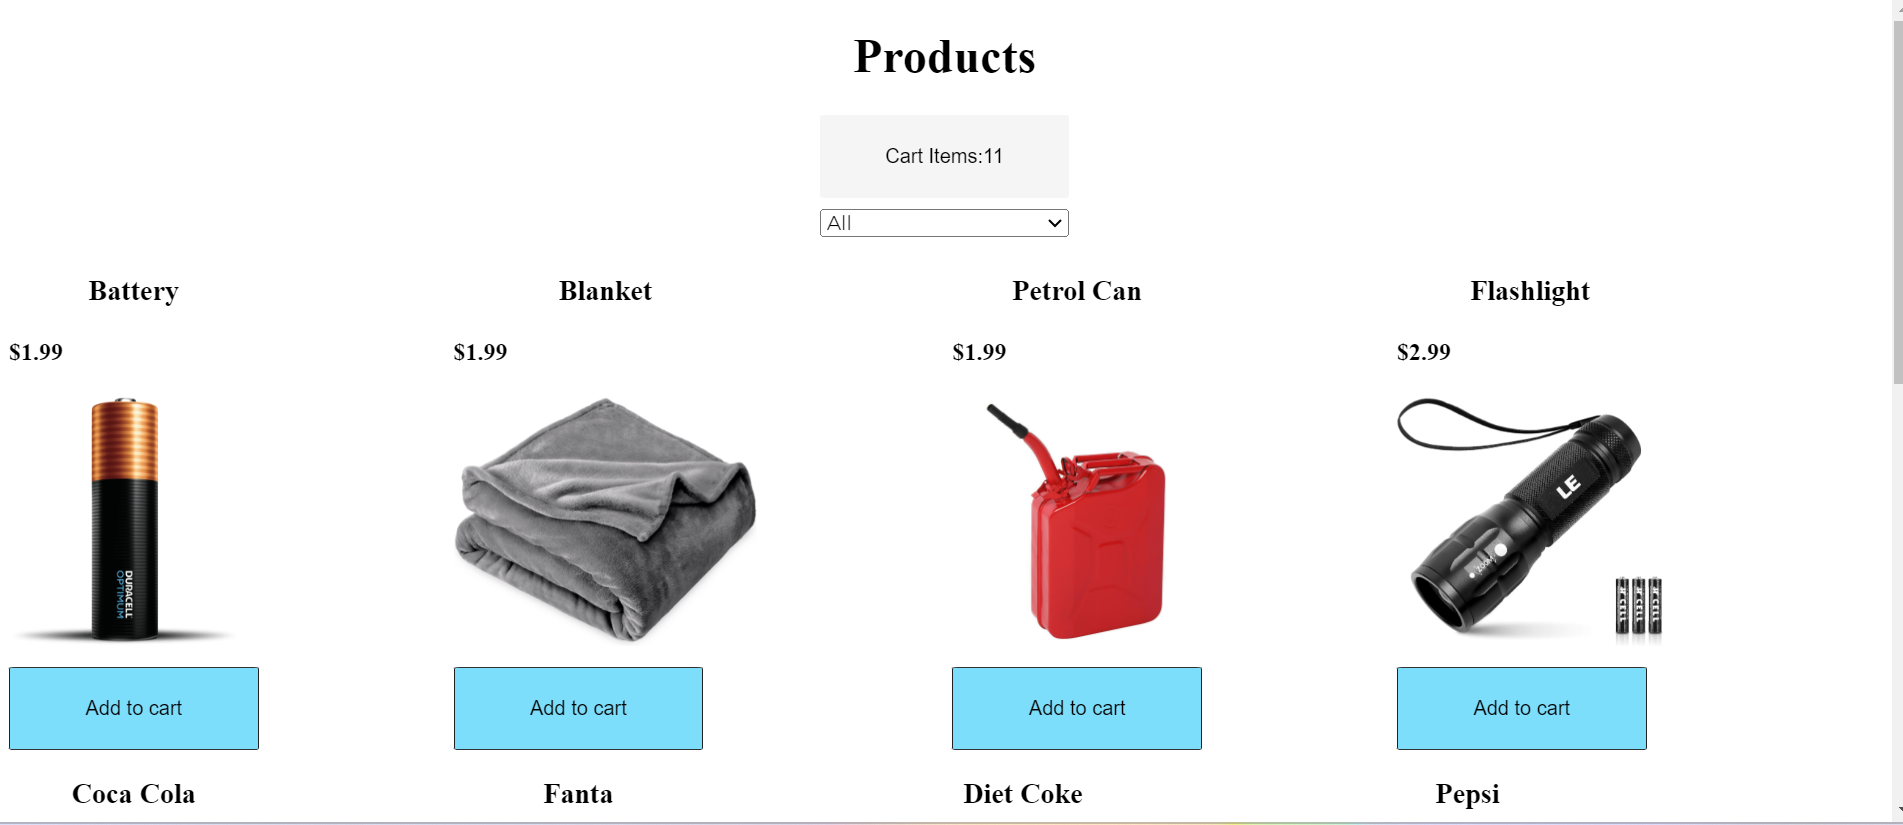 Products
Cart Items:11
All
Battery
Blanket
Petrol Can
Flashlight
$1.99
$1.99
$1.99
$2.99
DURACELL
OPTIMUM
LE
ZOOM
Add to cart
Add to cart
Add to cart
Add to cart
Coca Cola
Fanta
Diet Coke
Pepsi